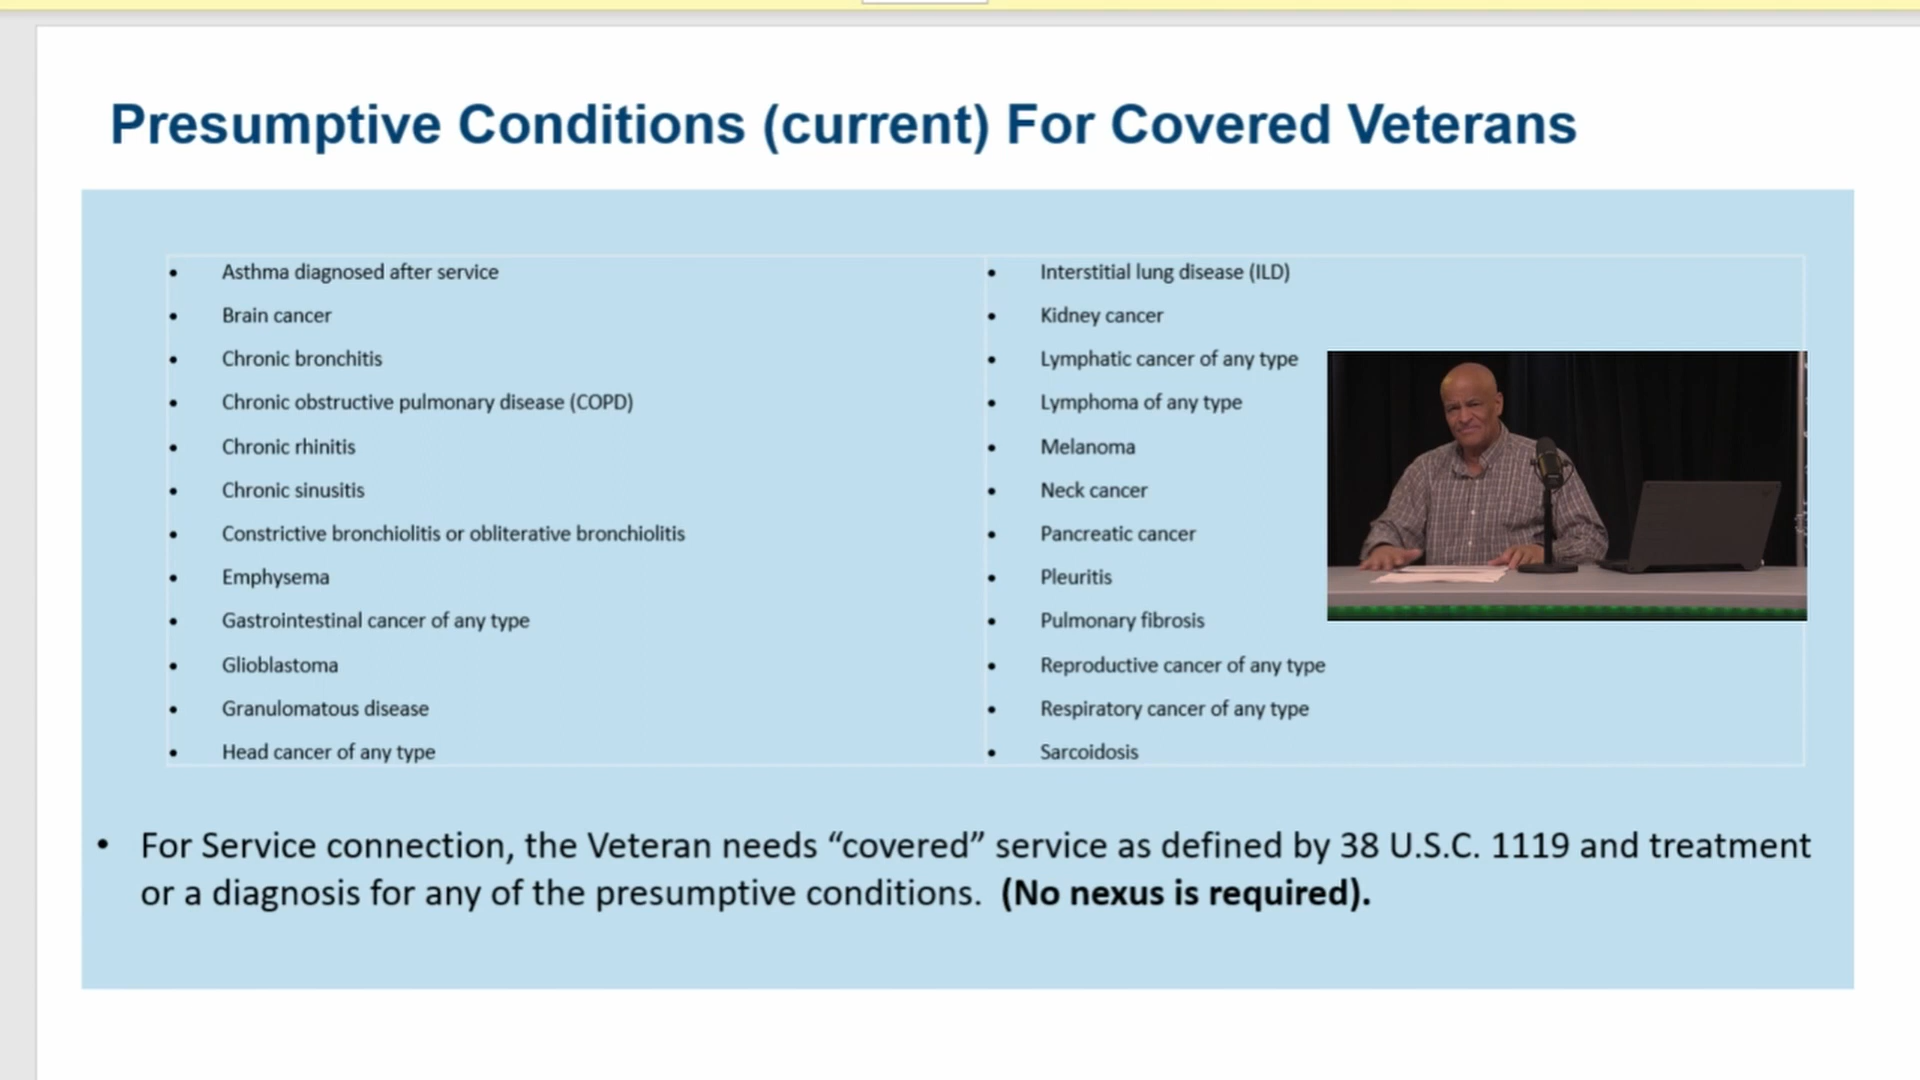 Presumptive Conditions (current) For Covered Veterans
• Asthma diagnosed after service
• Brain cancer
• Chronic bronchitis
• Chronic obstructive pulmonary disease (COPD)
• Chronic rhinitis
• Chronic sinusitis
• Constrictive bronchiolitis or obliterative bronchiolitis
• Emphysema
• Gastrointestinal cancer of any type
• Glioblastoma
• Granulomatous disease
• Head cancer of any type
• Interstitial lung disease (ILD)
• Kidney cancer
• Lymphatic cancer of any type
• Lymphoma of any type
• Melanoma
• Neck cancer
• Pancreatic cancer
• Pleuritis
• Pulmonary fibrosis
• Reproductive cancer of any type
• Respiratory cancer of any type
• Sarcoidosis
• For Service connection, the Veteran needs “covered” service as defined by 38 U.S.C. 1119 and treatment
or a diagnosis for any of the presumptive conditions. (No nexus is required).